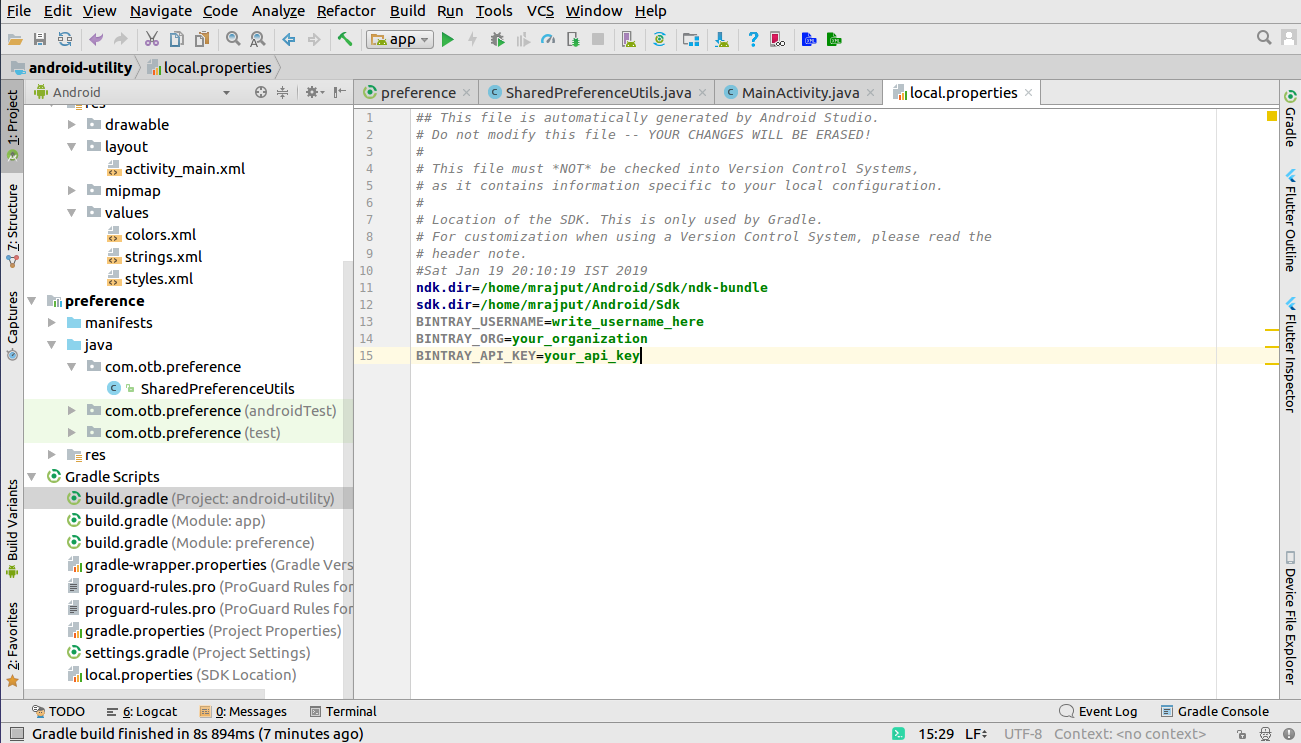 File Edit View Navigate Code Analyze Refactor Build Run Tools VCS Window Help
app
android-utility local.properties
Android
preference SharedPreferenceUtils.java MainActivity.java local.properties
1: Project
7: Structure
Captures
Build Variants
2: Favorites
res
drawable
layout
activity_main.xml
mipmap
values
colors.xml
strings.xml
styles.xml
preference
manifests
java
com.otb.preference
SharedPreferenceUtils
com.otb.preference (androidTest)
com.otb.preference (test)
res
Gradle Scripts
build.gradle (Project: android-utility)
build.gradle (Module: app)
build.gradle (Module: preference)
gradle-wrapper.properties (Gradle Vers
proguard-rules.pro (ProGuard Rules for
proguard-rules.pro (ProGuard Rules for
gradle.properties (Project Properties)
settings.gradle (Project Settings)
local.properties (SDK Location)
1 ## This file is automatically generated by Android Studio.
2 # Do not modify this file -- YOUR CHANGES WILL BE ERASED!
3 #
4 # This file must *NOT* be checked into Version Control Systems,
5 # as it contains information specific to your local configuration.
6 #
7 # Location of the SDK. This is only used by Gradle.
8 # For customization when using a Version Control System, please read the
9 # header note.
10 #Sat Jan 19 20:10:19 IST 2019
11 ndk.dir=/home/mrajput/Android/Sdk/ndk-bundle
12 sdk.dir=/home/mrajput/Android/Sdk
13 BINTRAY_USERNAME=write_username_here
14 BINTRAY_ORG=your_organization
15 BINTRAY_API_KEY=your_api_key
Gradle
Flutter Outline
Flutter Inspector
Device File Explorer
TODO 6: Logcat 0: Messages Terminal Event Log Gradle Console
Gradle build finished in 8s 894ms (7 minutes ago) 15:29 LF UTF-8 Context: <no context>